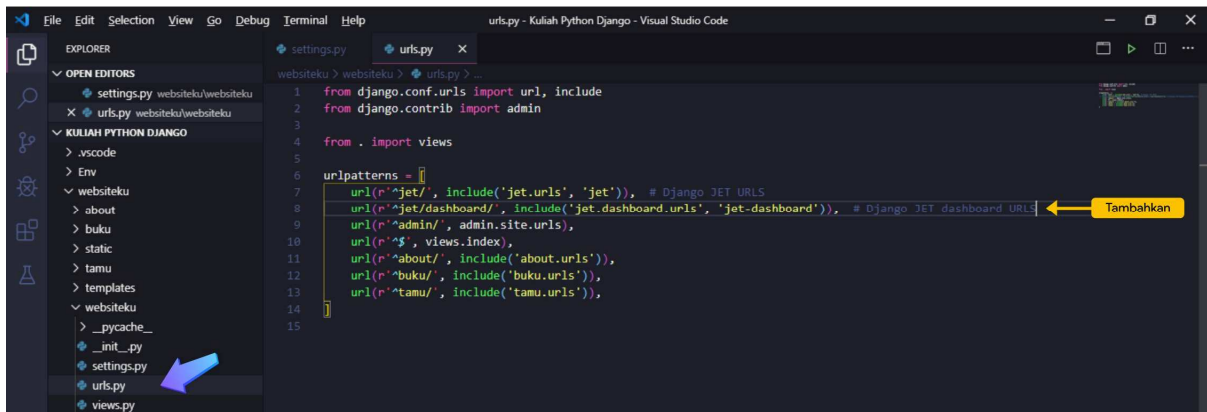 File Edit Selection View Go Debug Terminal Help
urls.py - Kuliah Python Django - Visual Studio Code
EXPLORER
OPEN EDITORS
settings.py websiteku\websiteku
urls.py websiteku\websiteku
KULIAH PYTHON DJANGO
.vscode
Env
websiteku
about
buku
static
tamu
templates
websiteku
__pycache__
__init__.py
settings.py
urls.py
views.py
settings.py
urls.py
websiteku > websiteku > urls.py > ...
1 from django.conf.urls import url, include
2 from django.contrib import admin
3
4 from . import views
5
6 urlpatterns = [
7 url(r'^jet/', include('jet.urls', 'jet')), # Django JET URLS
8 url(r'^jet/dashboard/', include('jet.dashboard.urls', 'jet-dashboard')), # Django JET dashboard URLS
9 url(r'^admin/', admin.site.urls),
10 url(r'^$', views.index),
11 url(r'^about/', include('about.urls')),
12 url(r'^buku/', include('buku.urls')),
13 url(r'^tamu/', include('tamu.urls')),
14 ]
15
Tambahkan